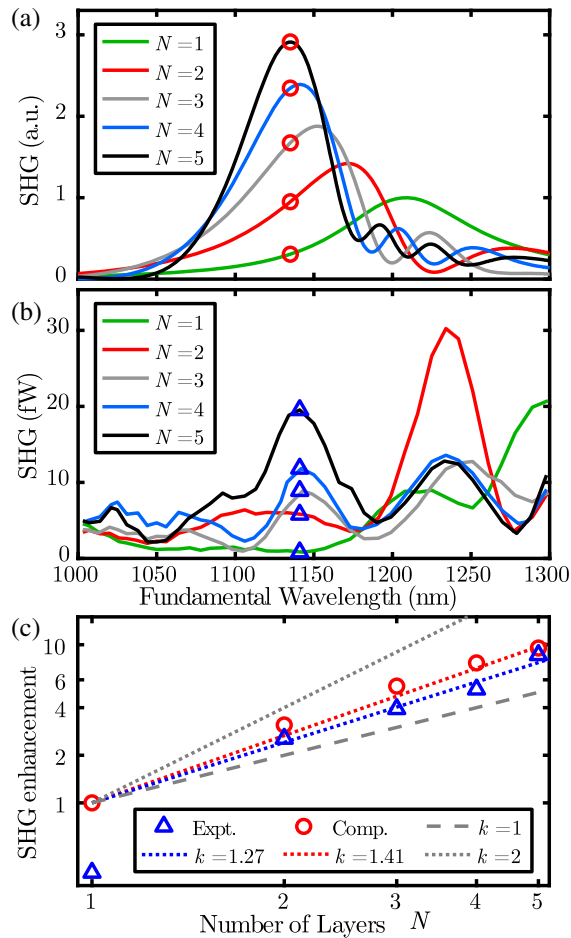 (a)
3
2
1
0
SHG (a.u.)
N = 1
N = 2
N = 3
N = 4
N = 5
(b)
30
20
10
0
SHG (fW)
N = 1
N = 2
N = 3
N = 4
N = 5
1000 1050 1100 1150 1200 1250 1300
Fundamental Wavelength (nm)
(c)
10
6
4
2
1
SHG enhancement
Expt. Comp. k = 1
k = 1.27 k = 1.41 k = 2
1 2 3 4 5
Number of Layers N